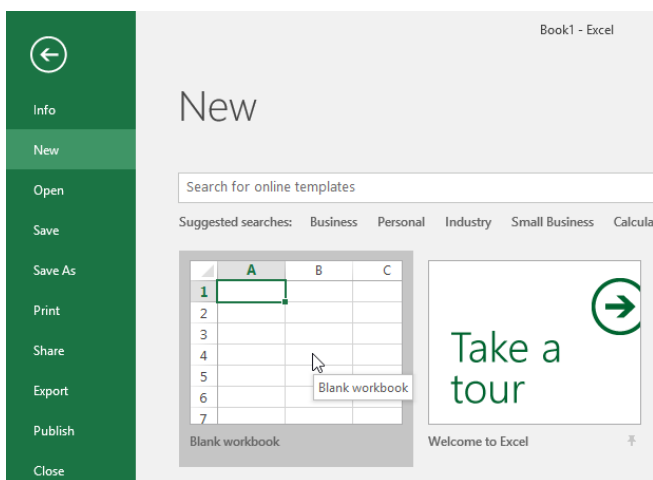 Book1 - Excel
Info
New
Open
Save
Save As
Print
Share
Export
Publish
Close
New
Search for online templates
Suggested searches: Business Personal Industry Small Business Calcula
A B C
1
2
3
4
5
6
7
Blank workbook
Blank workbook
Take a
tour
Welcome to Excel